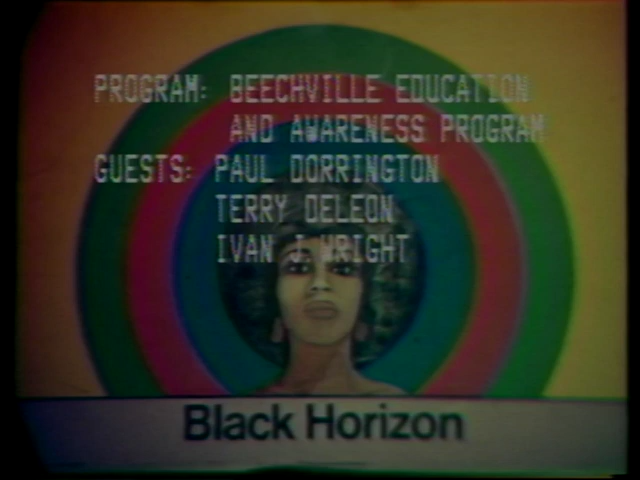 PROGRAM: BEECHVILLE EDUCATION
AND AWARENESS PROGRAM
GUESTS: PAUL DORRINGTON
TERRY DELEON
IVAN J. WRIGHT
Black Horizon